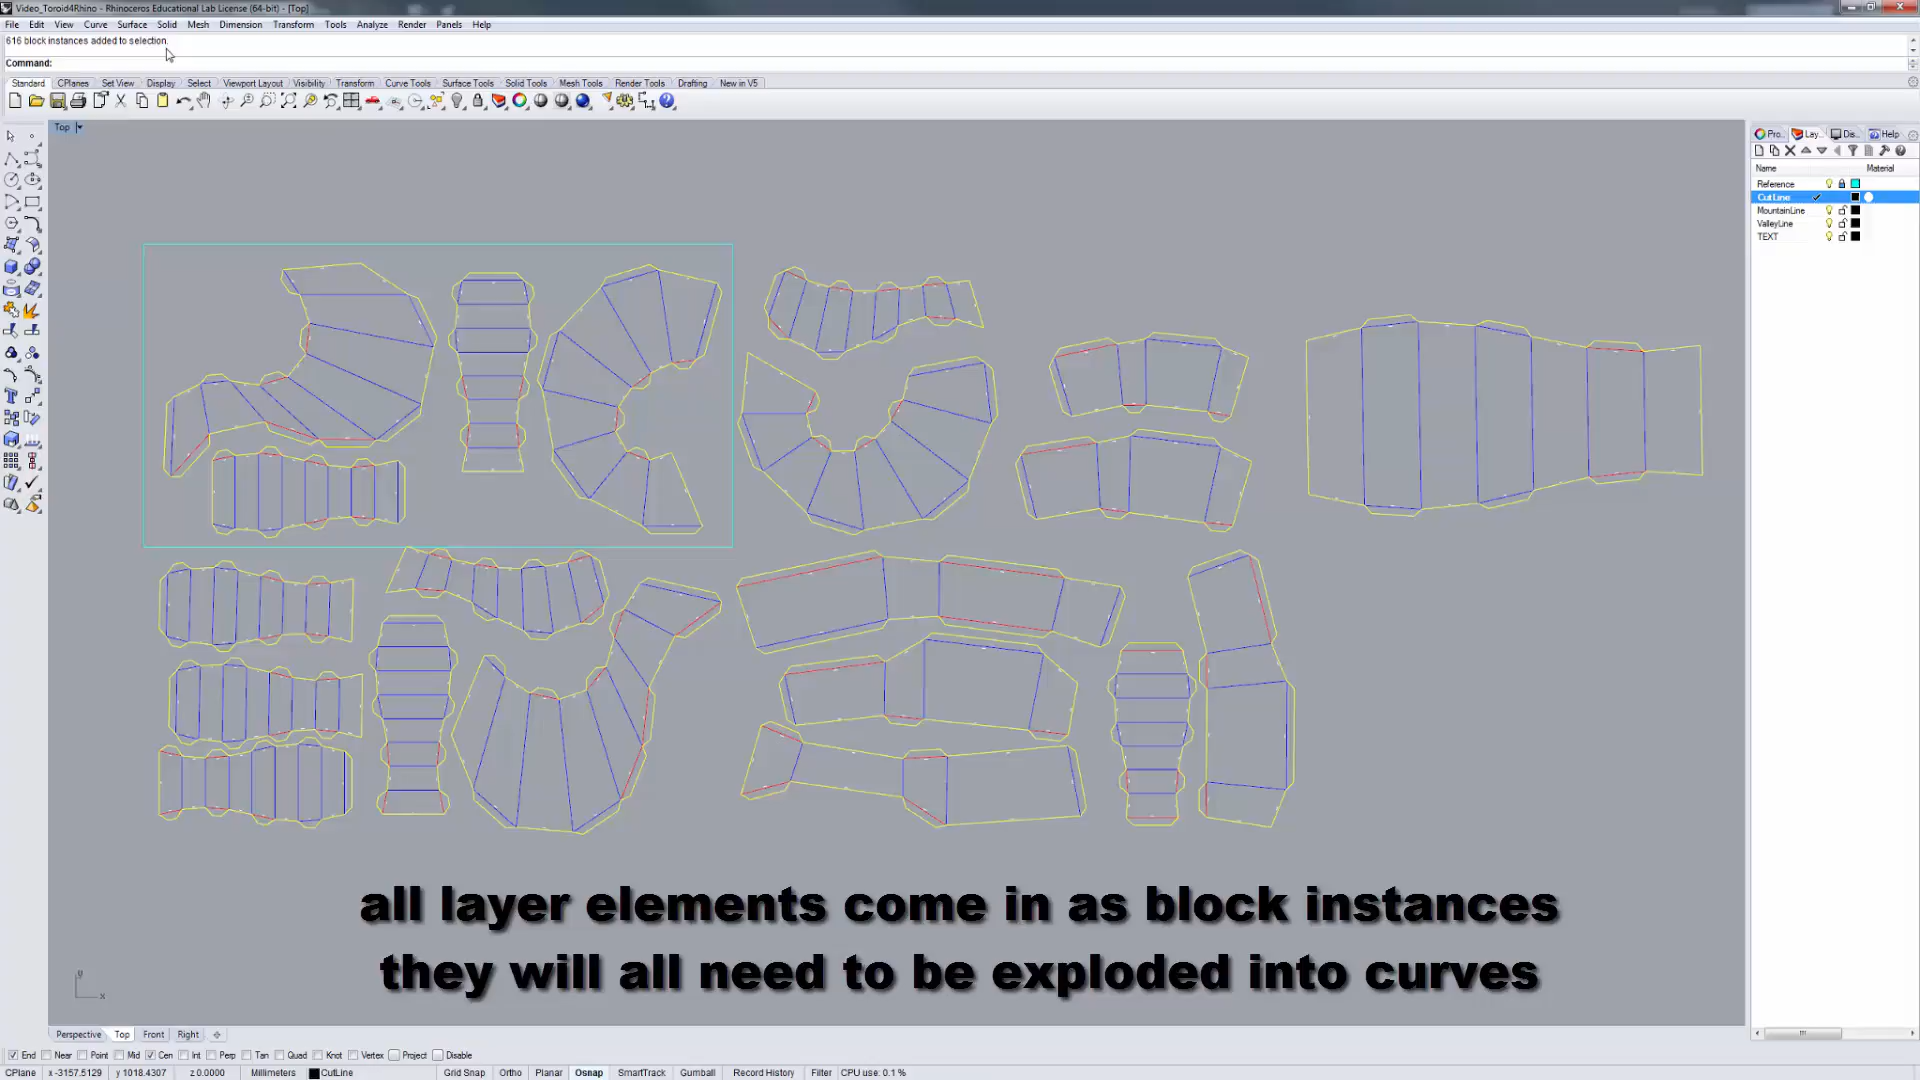 Video_Toroid4Rhino - Rhinoceros Educational Lab License (64-bit) - [Top]
File Edit View Curve Surface Solid Mesh Dimension Transform Tools Analyze Render Panels Help
616 block instances added to selection.
Command:
Standard CPlanes Set View Display Select Viewport Layout Visibility Transform Curve Tools Surface Tools Solid Tools Mesh Tools Render Tools Drafting New in V5
Top
Pro... Lay... Dis... Help
Name Material
Reference
CutLine
MountainLine
ValleyLine
TEXT
all layer elements come in as block instances
they will all need to be exploded into curves
y
x
Perspective Top Front Right
End Near Point Mid Cen Int Perp Tan Quad Knot Vertex Project Disable
CPlane x -3157.5129 y 1018.4307 z 0.0000 Millimeters CutLine Grid Snap Ortho Planar Osnap SmartTrack Gumball Record History Filter CPU use: 0.1 %